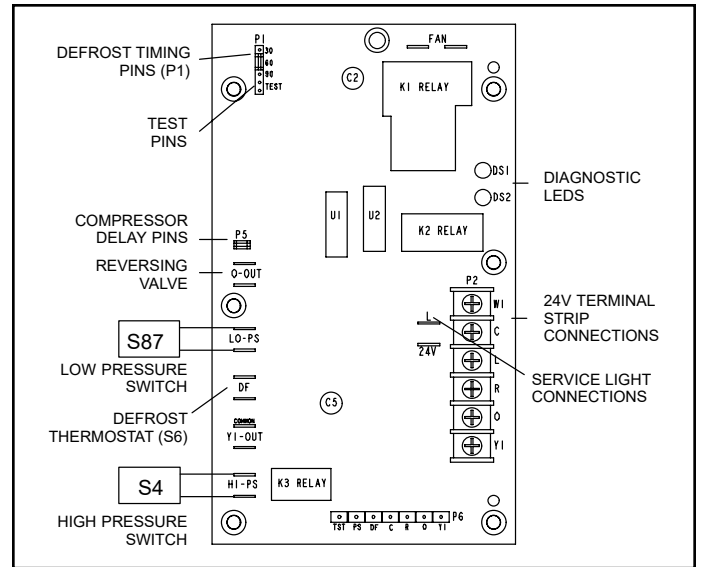 DEFROST TIMING
PINS (P1)
TEST
PINS
COMPRESSOR
DELAY PINS
REVERSING
VALVE
S87
LOW PRESSURE
SWITCH
DEFROST
THERMOSTAT (S6)
S4
HIGH PRESSURE
SWITCH
P1
30
60
90
TEST
FAN
C2
K1 RELAY
DS1
DS2
U1
U2
K2 RELAY
P5
O-OUT
LO-PS
DF
COMMON
Y1-OUT
HI-PS
C5
K3 RELAY
L
24V
P2
W1
C
L
R
O
Y1
P6
TST PS DF C R O Y1
DIAGNOSTIC
LEDS
24V TERMINAL
STRIP
CONNECTIONS
SERVICE LIGHT
CONNECTIONS